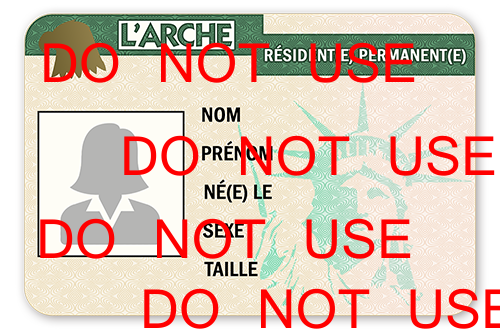 L'ARCHE
DO NOT USE
RÉSIDENT(E) PERMANENT(E)
NOM
DO NOT USE
PRÉNOM
NÉ(E) LE
DO NOT USE
SEXE
TAILLE
DO NOT USE